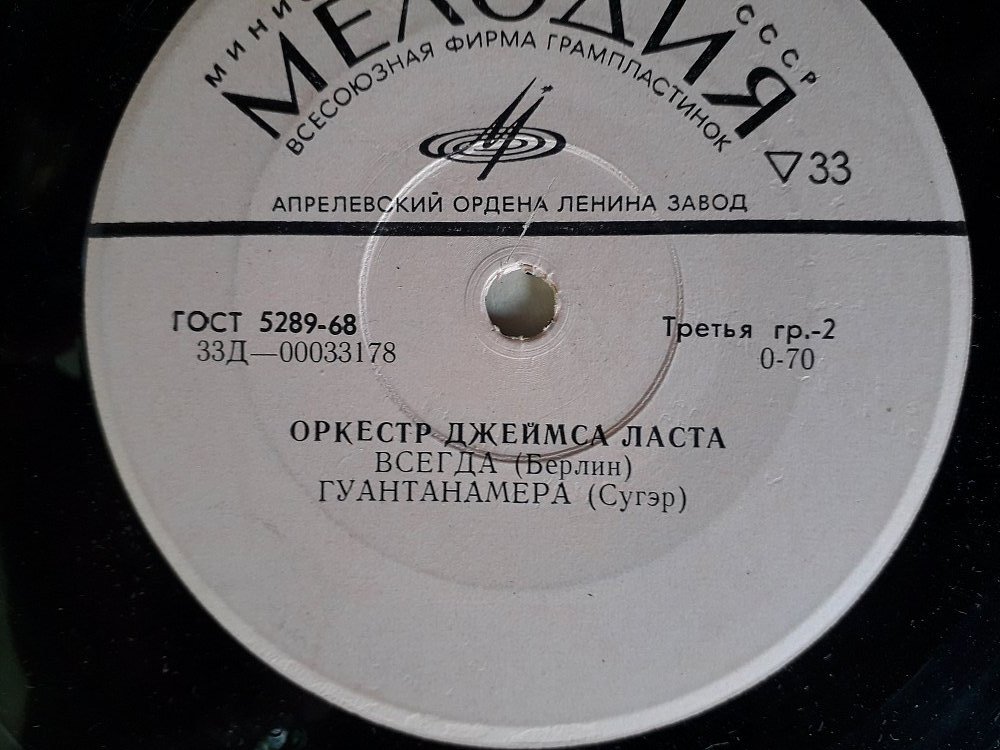 СССР
МЕЛОДИЯ
ВСЕСОЮЗНАЯ ФИРМА ГРАМПЛАСТИНОК
▽33
АПРЕЛЕВСКИЙ ОРДЕНА ЛЕНИНА ЗАВОД
ГОСТ 5289-68
Третья гр.-2
33Д—00033178
0-70
ОРКЕСТР ДЖЕЙМСА ЛАСТА
ВСЕГДА (Берлин)
ГУАНТАНАМЕРА (Сугэр)